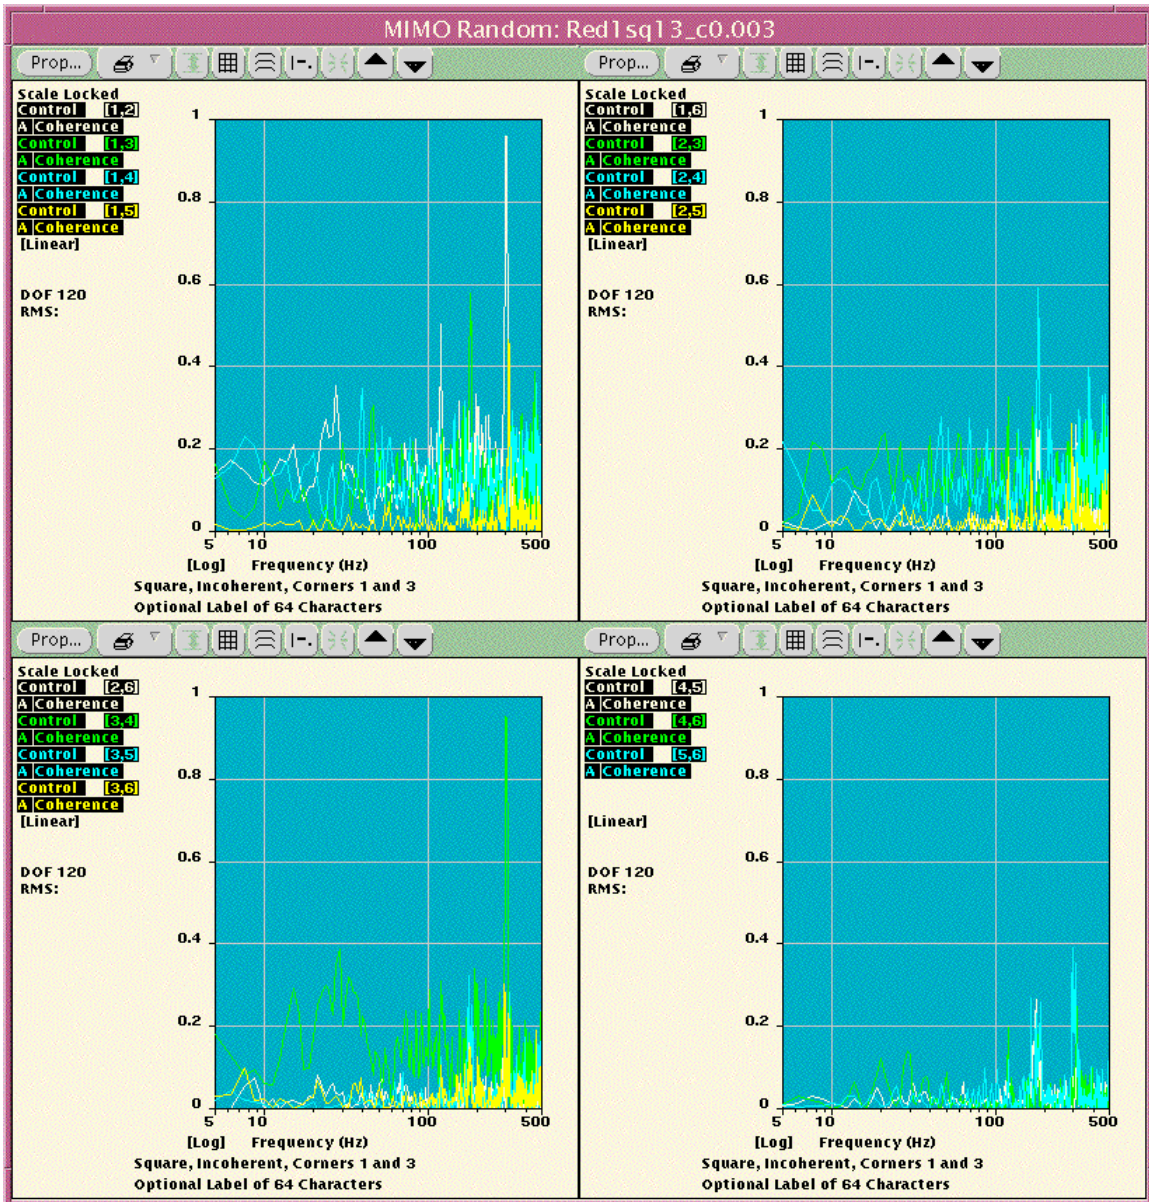 MIMO Random: Red1sq13_c0.003
Prop...
Prop...
Scale Locked
Control [1,2]
A Coherence
Control [1,3]
A Coherence
Control [1,4]
A Coherence
Control [1,5]
A Coherence
[Linear]
DOF 120
RMS:
1
0.8
0.6
0.4
0.2
0
5 10 100 500
[Log] Frequency (Hz)
Square, Incoherent, Corners 1 and 3
Optional Label of 64 Characters
Scale Locked
Control [1,6]
A Coherence
Control [2,3]
A Coherence
Control [2,4]
A Coherence
Control [2,5]
A Coherence
[Linear]
DOF 120
RMS:
1
0.8
0.6
0.4
0.2
0
5 10 100 500
[Log] Frequency (Hz)
Square, Incoherent, Corners 1 and 3
Optional Label of 64 Characters
Prop...
Prop...
Scale Locked
Control [2,6]
A Coherence
Control [3,4]
A Coherence
Control [3,5]
A Coherence
Control [3,6]
A Coherence
[Linear]
DOF 120
RMS:
1
0.8
0.6
0.4
0.2
0
5 10 100 500
[Log] Frequency (Hz)
Square, Incoherent, Corners 1 and 3
Optional Label of 64 Characters
Scale Locked
Control [4,5]
A Coherence
Control [4,6]
A Coherence
Control [5,6]
A Coherence
[Linear]
DOF 120
RMS:
1
0.8
0.6
0.4
0.2
0
5 10 100 500
[Log] Frequency (Hz)
Square, Incoherent, Corners 1 and 3
Optional Label of 64 Characters